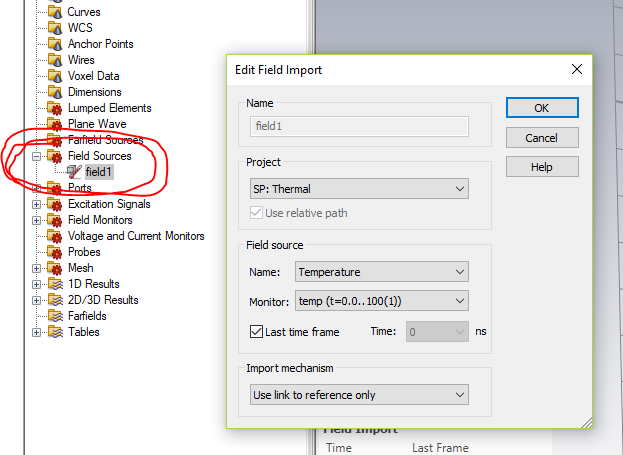 Curves
WCS
Anchor Points
Wires
Voxel Data
Dimensions
Lumped Elements
Plane Wave
Farfield Sources
Field Sources
field1
Ports
Excitation Signals
Field Monitors
Voltage and Current Monitors
Probes
Mesh
1D Results
2D/3D Results
Farfields
Tables
Edit Field Import
Name
field1
OK
Cancel
Help
Project
SP: Thermal
Use relative path
Field source
Name: Temperature
Monitor: temp (t=0.0..100(1))
Last time frame Time: 0 ns
Import mechanism
Use link to reference only
Field Import
Time Last Frame